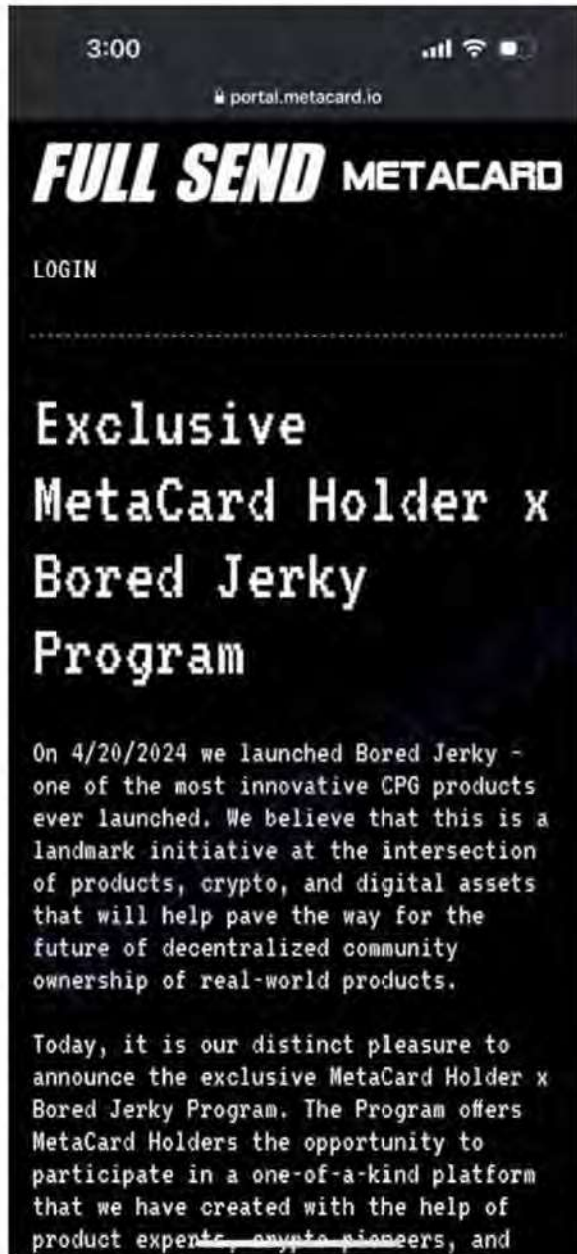 3:00
portal.metacard.io
FULL SEND METACARD
LOGIN
Exclusive
MetaCard Holder x
Bored Jerky
Program
On 4/20/2024 we launched Bored Jerky -
one of the most innovative CPG products
ever launched. We believe that this is a
landmark initiative at the intersection
of products, crypto, and digital assets
that will help pave the way for the
future of decentralized community
ownership of real-world products.
Today, it is our distinct pleasure to
announce the exclusive MetaCard Holder x
Bored Jerky Program. The Program offers
MetaCard Holders the opportunity to
participate in a one-of-a-kind platform
that we have created with the help of
product experts, crypto pioneers, and